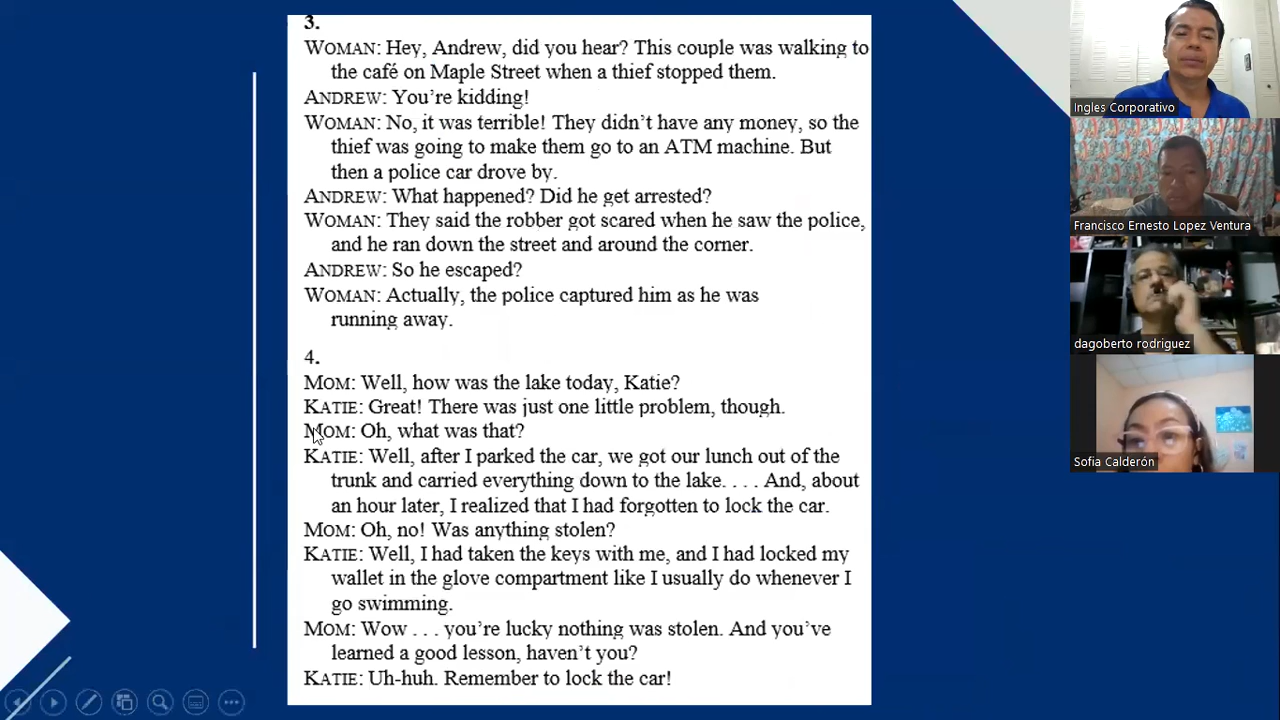 3.
WOMAN: Hey, Andrew, did you hear? This couple was walking to
the café on Maple Street when a thief stopped them.
ANDREW: You're kidding!
WOMAN: No, it was terrible! They didn't have any money, so the
thief was going to make them go to an ATM machine. But
then a police car drove by.
ANDREW: What happened? Did he get arrested?
WOMAN: They said the robber got scared when he saw the police,
and he ran down the street and around the corner.
ANDREW: So he escaped?
WOMAN: Actually, the police captured him as he was
running away.
4.
MOM: Well, how was the lake today, Katie?
KATIE: Great! There was just one little problem, though.
MOM: Oh, what was that?
KATIE: Well, after I parked the car, we got our lunch out of the
trunk and carried everything down to the lake. . . . And, about
an hour later, I realized that I had forgotten to lock the car.
MOM: Oh, no! Was anything stolen?
KATIE: Well, I had taken the keys with me, and I had locked my
wallet in the glove compartment like I usually do whenever I
go swimming.
MOM: Wow . . . you're lucky nothing was stolen. And you've
learned a good lesson, haven't you?
KATIE: Uh-huh. Remember to lock the car!
Ingles Corporativo
Francisco Ernesto Lopez Ventura
dagoberto rodriguez
Sofia Calderón